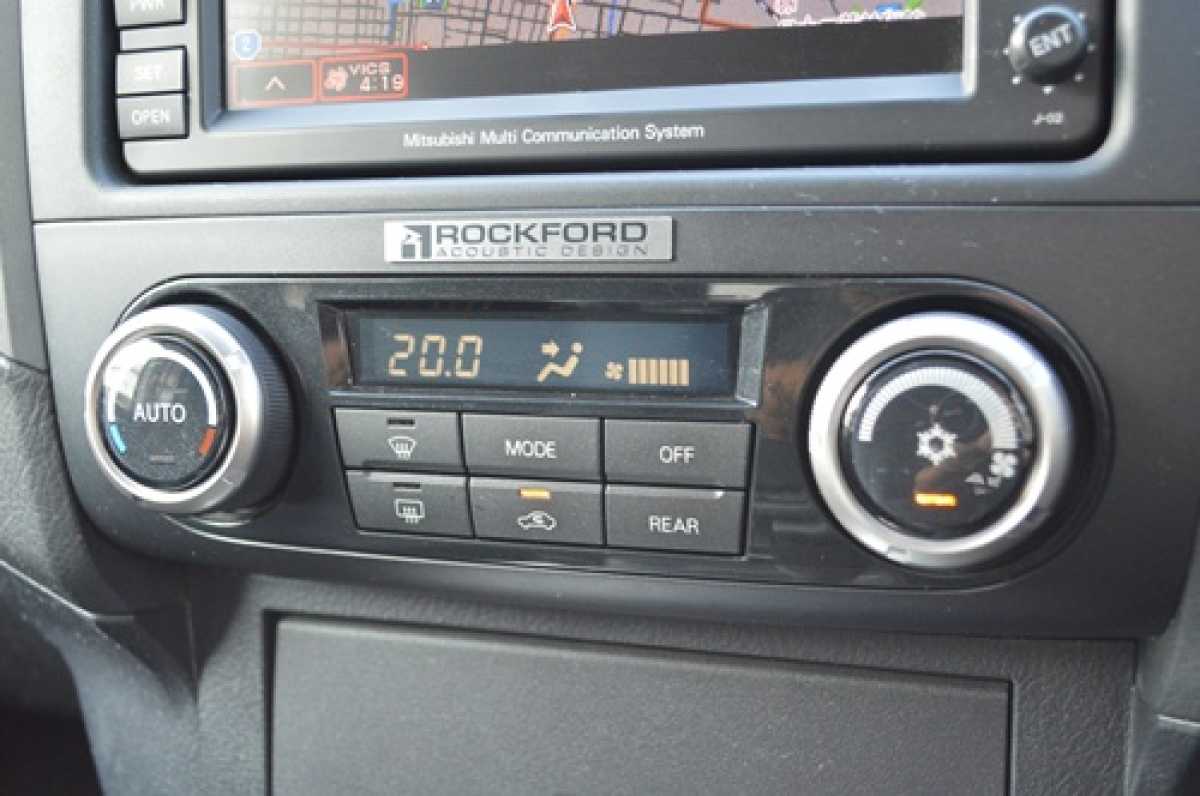 PWR
SET
OPEN
2
VICS
4:19
ENT
J-02
Mitsubishi Multi Communication System
ROCKFORD
ACOUSTIC DESIGN
AUTO
20.0
MODE
OFF
REAR